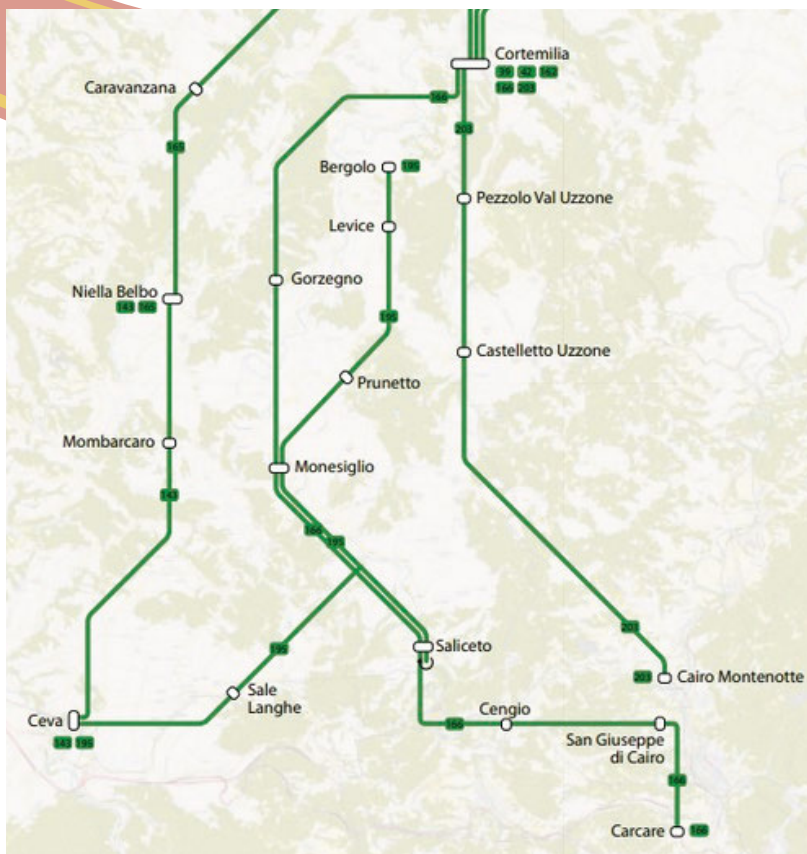 Cortemilia
39 42 162
166 203
Caravanzana
166
203
165
Bergolo 195
Levice
Pezzolo Val Uzzone
Gorzegno
Niella Belbo
143 165
195
Castelletto Uzzone
Prunetto
Mombarcaro
Monesiglio
143
166
195
203
195
Saliceto
Cairo Montenotte
203
Sale
Langhe
Ceva
143 195
Cengio
166
San Giuseppe
di Cairo
166
Carcare 166